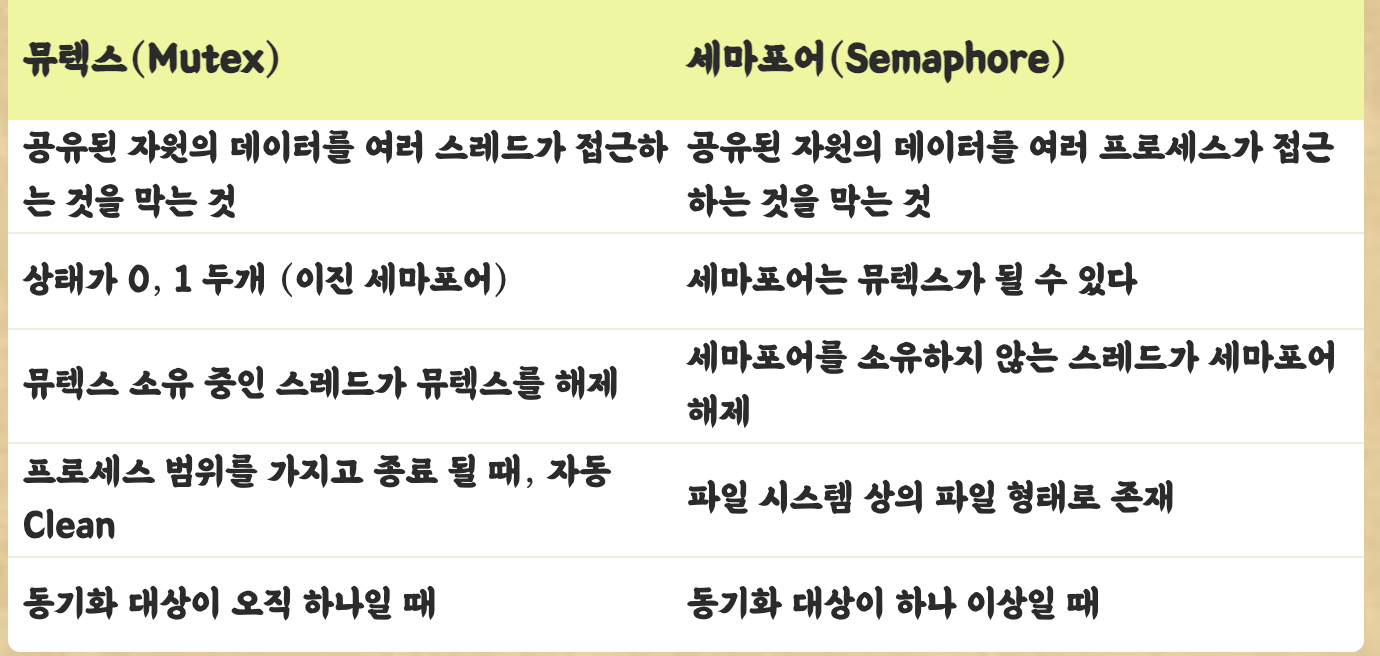 뮤텍스(Mutex)
세마포어(Semaphore)
공유된 자원의 데이터를 여러 스레드가 접근하
는 것을 막는 것
공유된 자원의 데이터를 여러 프로세스가 접근
하는 것을 막는 것
상태가 0, 1 두개 (이진 세마포어)
세마포어는 뮤텍스가 될 수 있다
뮤텍스 소유 중인 스레드가 뮤텍스를 해제
세마포어를 소유하지 않는 스레드가 세마포어
해제
프로세스 범위를 가지고 종료 될 때, 자동
Clean
파일 시스템 상의 파일 형태로 존재
동기화 대상이 오직 하나일 때
동기화 대상이 하나 이상일 때